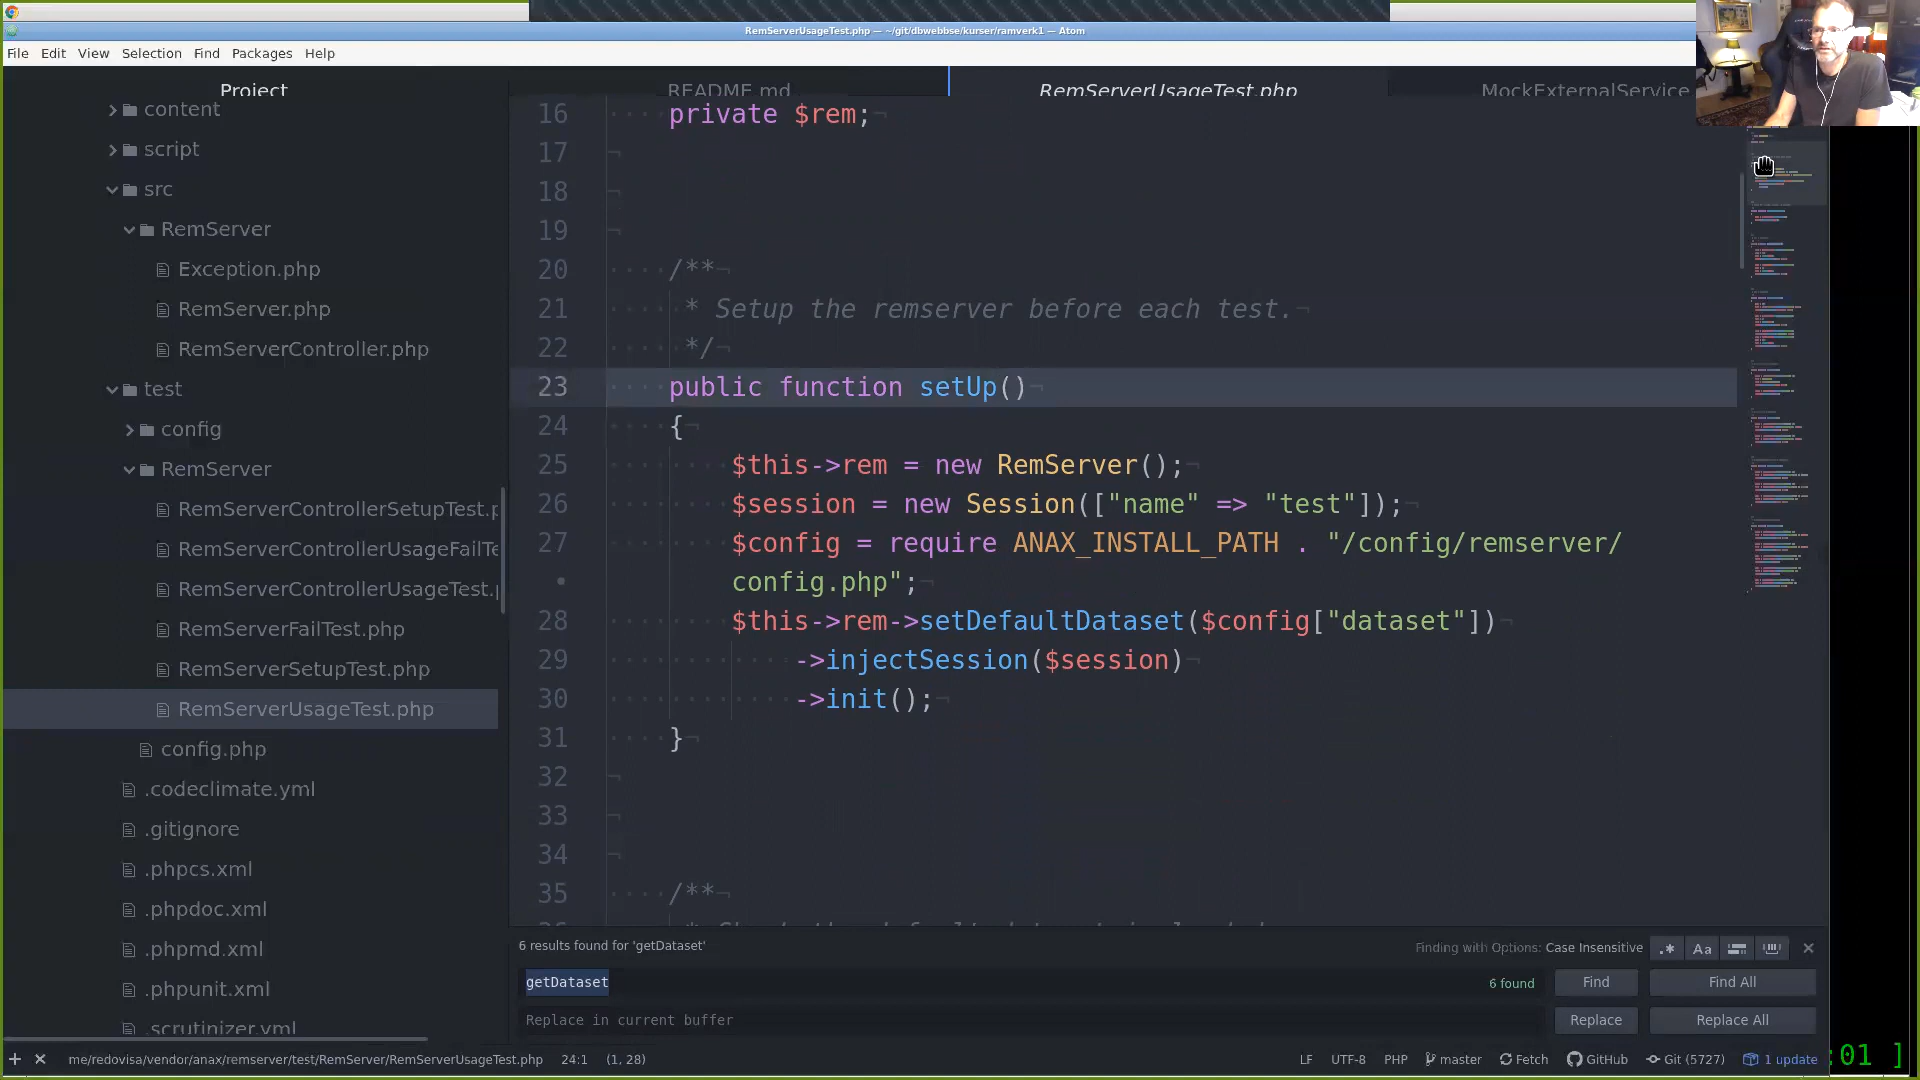 RemServerUsageTest.php — ~/git/dbwebbse/kurser/ramverk1 — Atom
File Edit View Selection Find Packages Help
Project
content
script
src
RemServer
Exception.php
RemServer.php
RemServerController.php
test
config
RemServer
RemServerControllerSetupTest.p
RemServerControllerUsageFailTe
RemServerControllerUsageTest.
RemServerFailTest.php
RemServerSetupTest.php
RemServerUsageTest.php
config.php
.codeclimate.yml
.gitignore
.phpcs.xml
.phpdoc.xml
.phpmd.xml
.phpunit.xml
.scrutinizer.yml
README.md RemServerUsageTest.php MockExternalService
16 private $rem;
17
18
19
20 /**
21 * Setup the remserver before each test.
22 */
23 public function setUp()
24 {
25 $this->rem = new RemServer();
26 $session = new Session(["name" => "test"]);
27 $config = require ANAX_INSTALL_PATH . "/config/remserver/
config.php";
28 $this->rem->setDefaultDataset($config["dataset"])
29 ->injectSession($session)
30 ->init();
31 }
32
33
34
35 /**
6 results found for 'getDataset' Finding with Options: Case Insensitive .* Aa
getDataset 6 found Find Find All
Replace in current buffer Replace Replace All
me/redovisa/vendor/anax/remserver/test/RemServer/RemServerUsageTest.php 24:1 (1, 28) LF UTF-8 PHP master Fetch GitHub Git (5727) 1 update
:01 ]